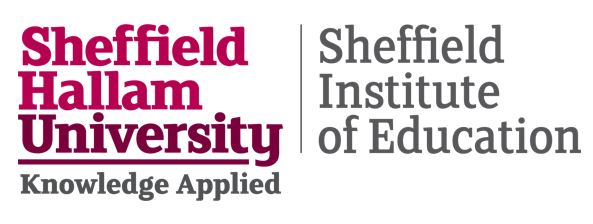 Sheffield
Hallam
University
Knowledge Applied
Sheffield
Institute
of Education